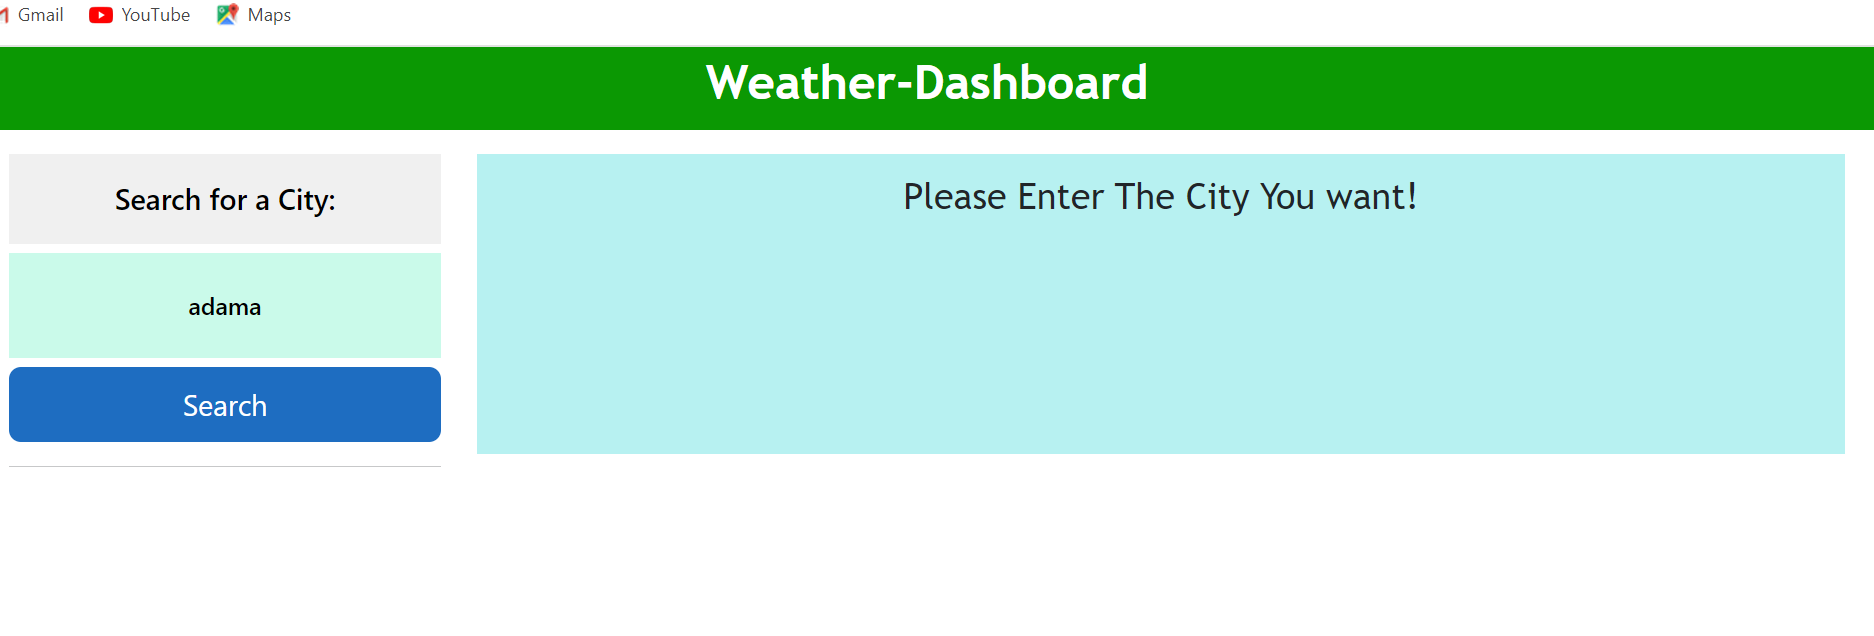 Gmail YouTube Maps
Weather-Dashboard
Search for a City:
adama
Search
Please Enter The City You want!